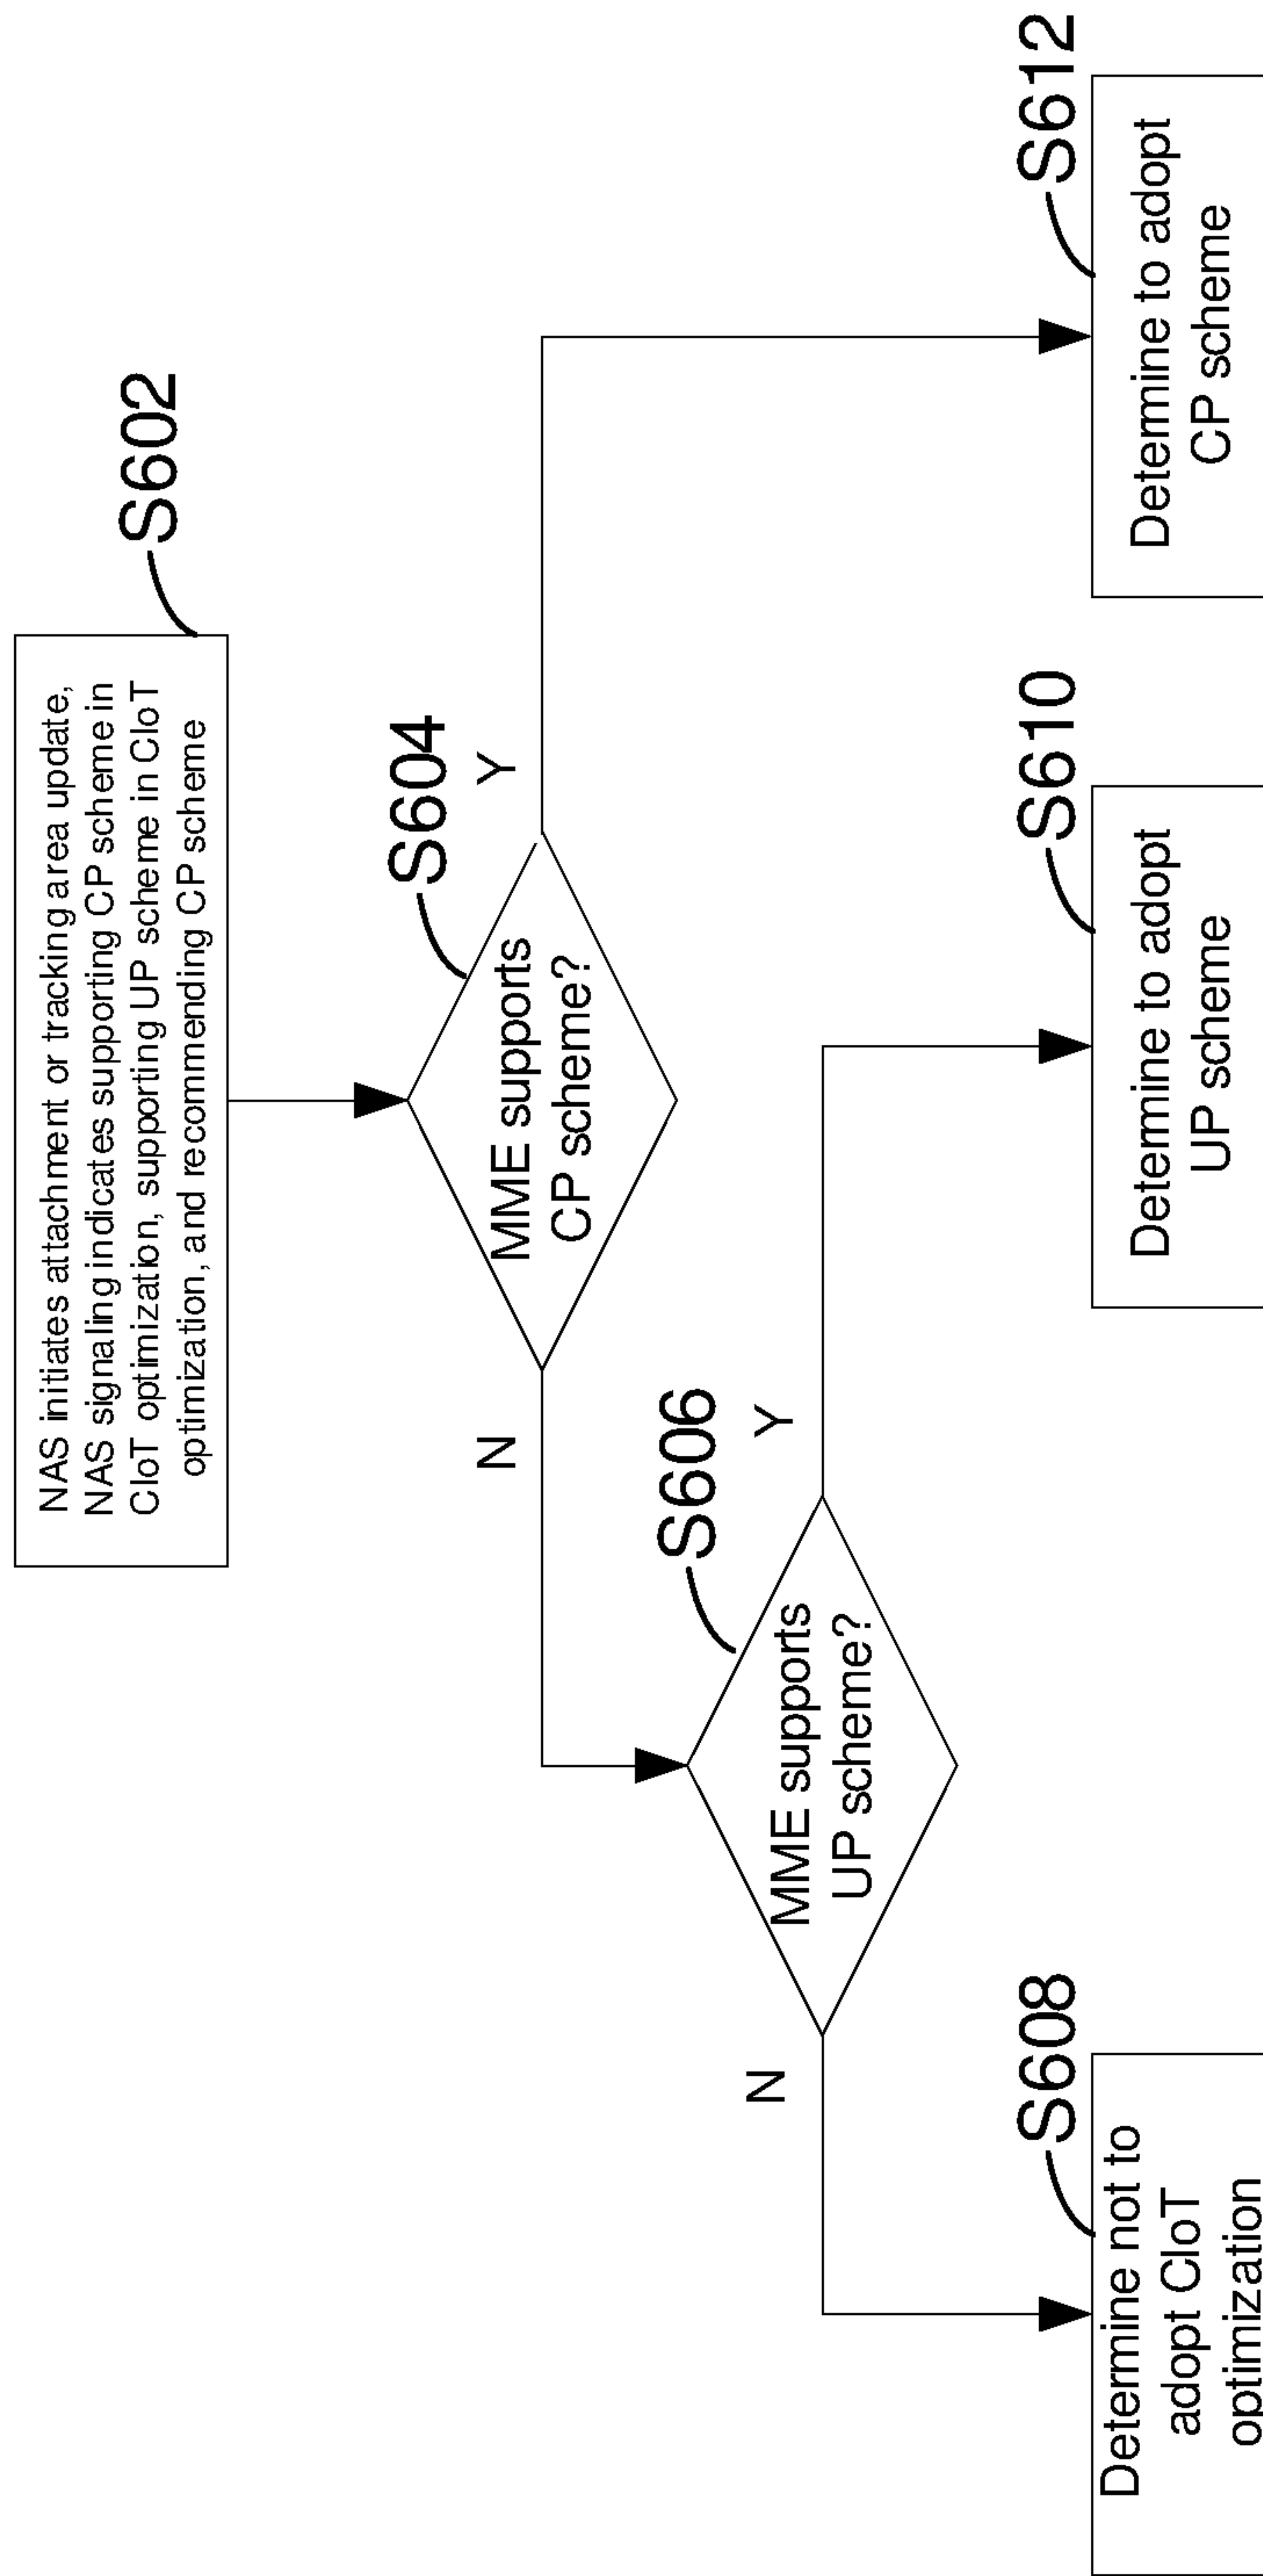 NAS initiates attachment or tracking area update,
NAS signaling indicates supporting CP scheme in
CIoT optimization, supporting UP scheme in CIoT
optimization, and recommending CP scheme
S602
S604
MME supports
CP scheme?
N
Y
S606
MME supports
UP scheme?
N
Y
S608
Determine not to
adopt CIoT
optimization
S610
Determine to adopt
UP scheme
S612
Determine to adopt
CP scheme